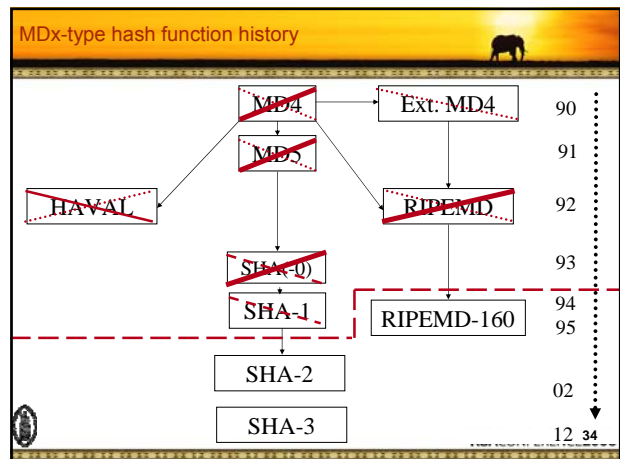 MDx-type hash function history
MD4
Ext. MD4
90
MD5
91
HAVAL
RIPEMD
92
SHA(-0)
93
SHA-1
RIPEMD-160
94
95
SHA-2
02
SHA-3
12
34